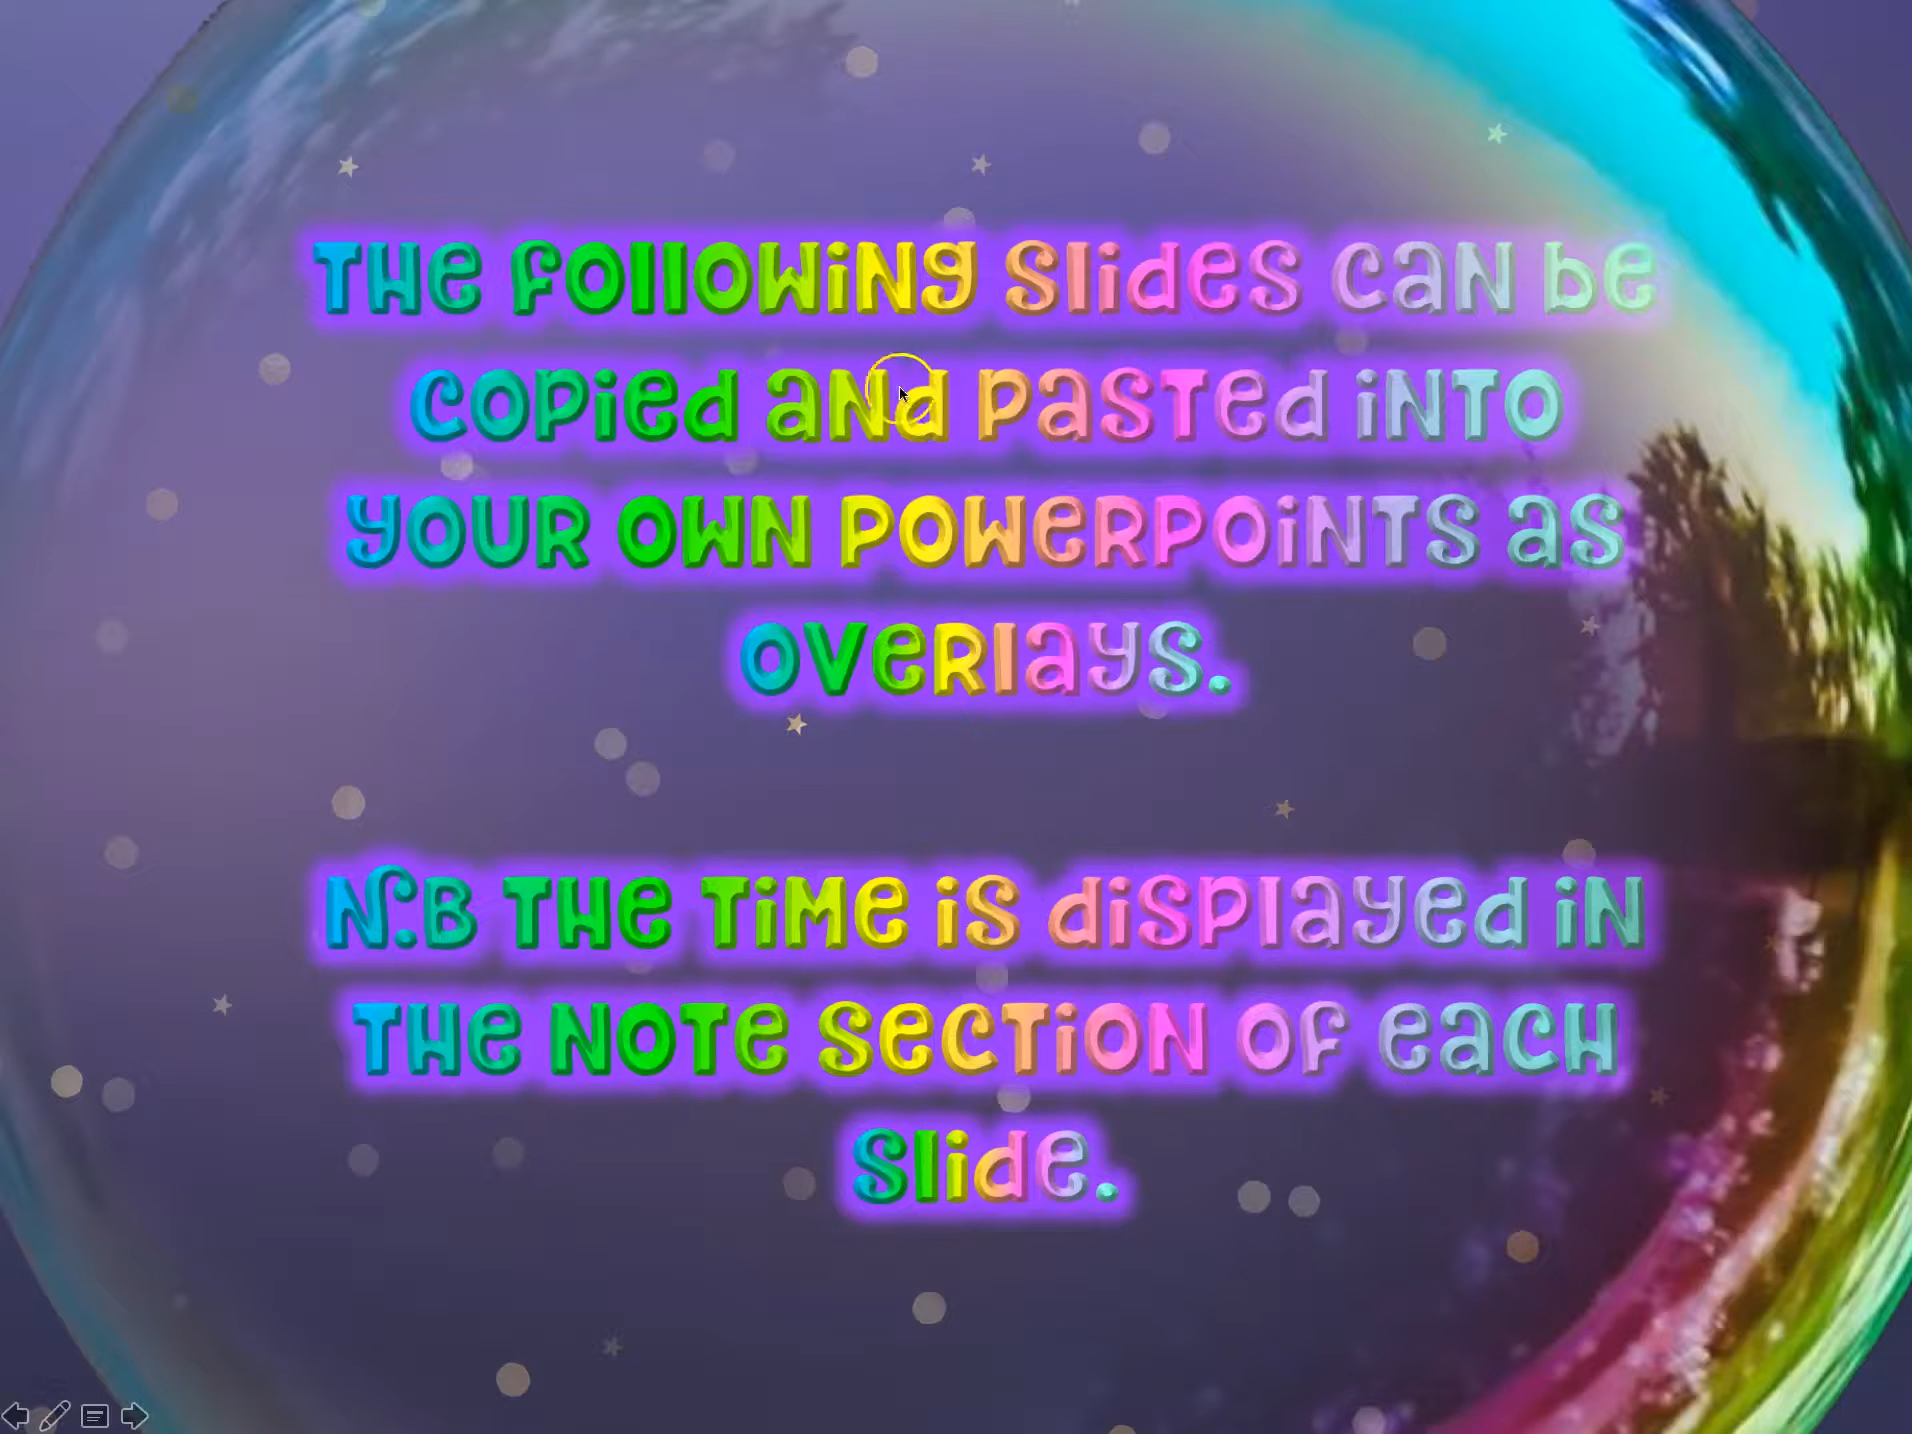 The following slides can be
copied and pasted into
your own powerpoints as
overlays.
N.B The time is displayed in
the note section of each
slide.